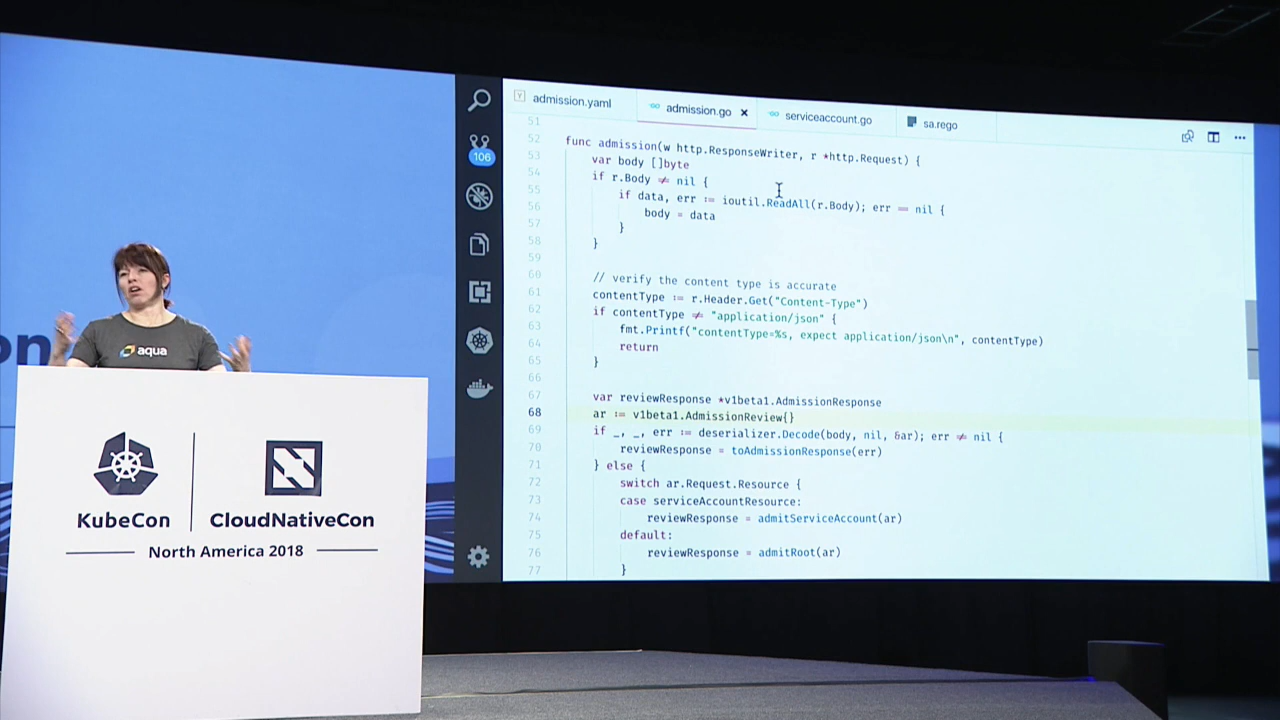 on
aqua
KubeCon
CloudNativeCon
North America 2018
106
admission.yaml
admission.go
serviceaccount.go
sa.rego
51
52 func admission(w http.ResponseWriter, r *http.Request) {
53 var body []byte
54 if r.Body ≠ nil {
55 if data, err := ioutil.ReadAll(r.Body); err == nil {
56 body = data
57 }
58 }
59
60 // verify the content type is accurate
61 contentType := r.Header.Get("Content-Type")
62 if contentType ≠ "application/json" {
63 fmt.Printf("contentType=%s, expect application/json\n", contentType)
64 return
65 }
66
67 var reviewResponse *v1beta1.AdmissionResponse
68 ar := v1beta1.AdmissionReview{}
69 if _, _, err := deserializer.Decode(body, nil, &ar); err ≠ nil {
70 reviewResponse = toAdmissionResponse(err)
71 } else {
72 switch ar.Request.Resource {
73 case serviceAccountResource:
74 reviewResponse = admitServiceAccount(ar)
75 default:
76 reviewResponse = admitRoot(ar)
77 }